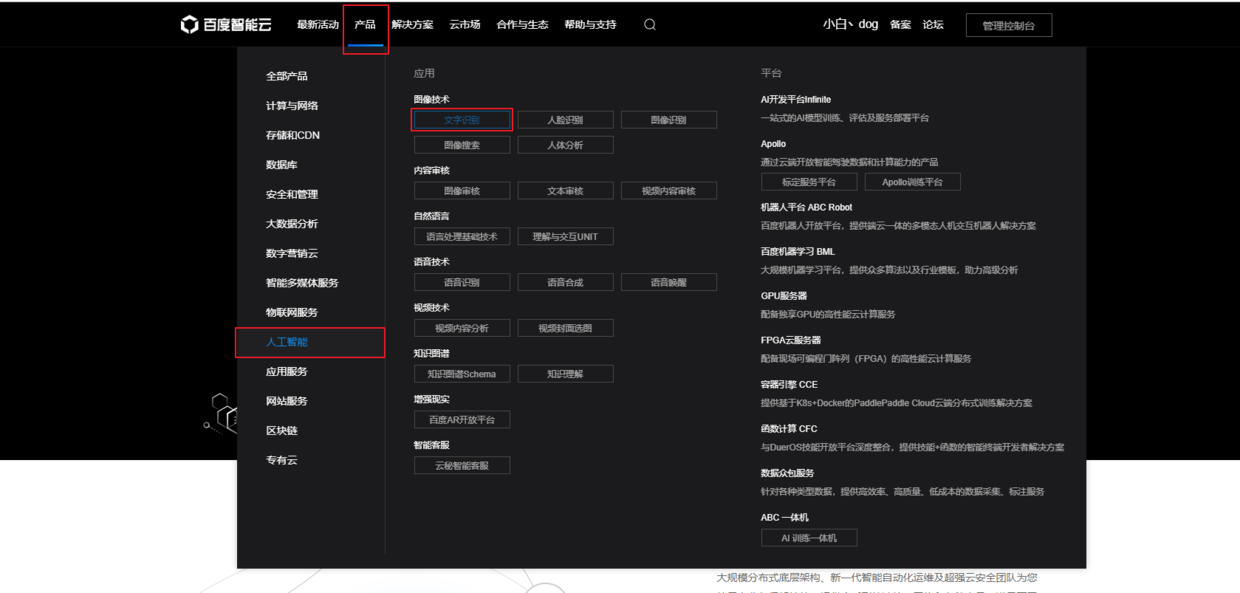 百度智能云
最新活动 产品 解决方案 云市场 合作与生态 帮助与支持
小白丶dog 备案 论坛 管理控制台
全部产品
计算与网络
存储和CDN
数据库
安全和管理
大数据分析
数字营销云
智能多媒体服务
物联网服务
人工智能
应用服务
网站服务
区块链
专有云
应用
图像技术
文字识别 人脸识别 图像识别
图像搜索 人体分析
内容审核
图像审核 文本审核 视频内容审核
自然语言
语言处理基础技术 理解与交互UNIT
语音技术
语音识别 语音合成 语音唤醒
视频技术
视频内容分析 视频封面选图
知识图谱
知识图谱Schema 知识理解
增强现实
百度AR开放平台
智能客服
云秘智能客服
平台
AI开发平台Infinite
一站式的AI模型训练、评估及服务部署平台
Apollo
通过云端开放智能驾驶数据和计算能力的产品
标定服务平台 Apollo训练平台
机器人平台 ABC Robot
百度机器人开放平台，提供端云一体的多模态人机交互机器人解决方案
百度机器学习 BML
大规模机器学习平台，提供众多算法以及行业模板，助力高级分析
GPU服务器
配备独享GPU的高性能云计算服务
FPGA云服务器
配备现场可编程门阵列（FPGA）的高性能云计算服务
容器引擎 CCE
提供基于K8s+Docker的PaddlePaddle Cloud云端分布式训练解决方案
函数计算 CFC
与DuerOS技能开放平台深度整合，提供技能+函数的智能终端开发者解决方案
数据众包服务
针对各种类型数据，提供高效率、高质量、低成本的数据采集、标注服务
ABC 一体机
AI 训练一体机
大规模分布式底层架构、新一代智能自动化运维及超强云安全团队为您